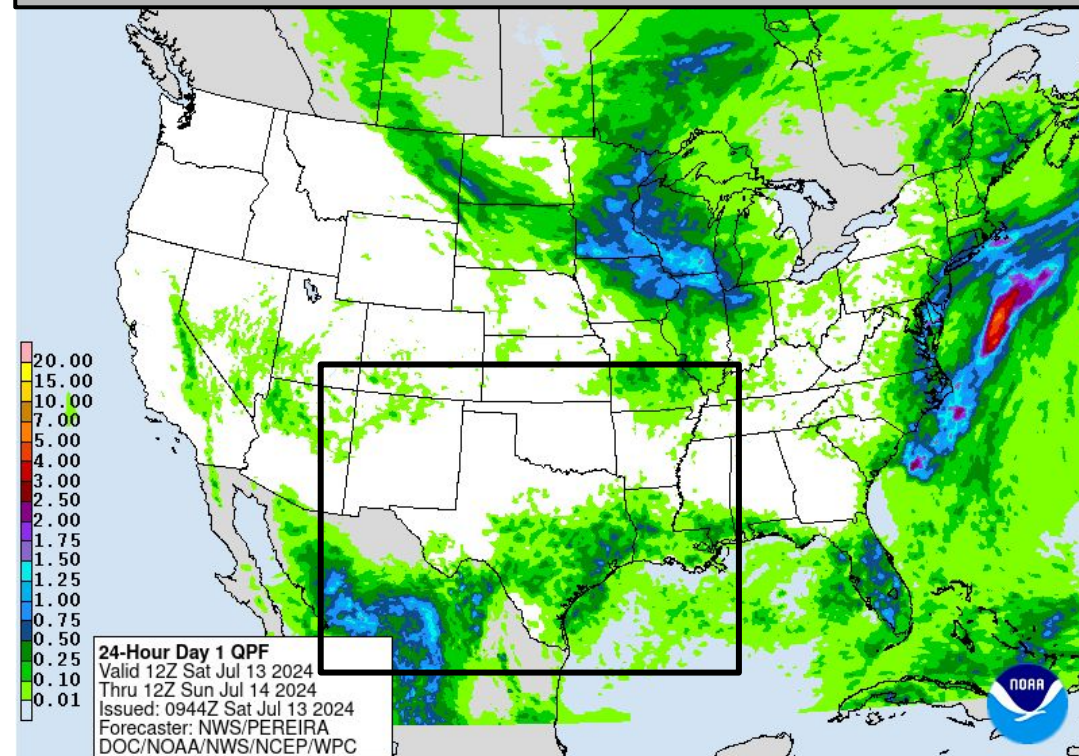 20.00
15.00
10.00
7.00
5.00
4.00
3.00
2.50
2.00
1.75
1.50
1.25
1.00
0.75
0.50
0.25
0.10
0.01
24-Hour Day 1 QPF
Valid 12Z Sat Jul 13 2024
Thru 12Z Sun Jul 14 2024
Issued: 0944Z Sat Jul 13 2024
Forecaster: NWS/PEREIRA
DOC/NOAA/NWS/NCEP/WPC
NOAA